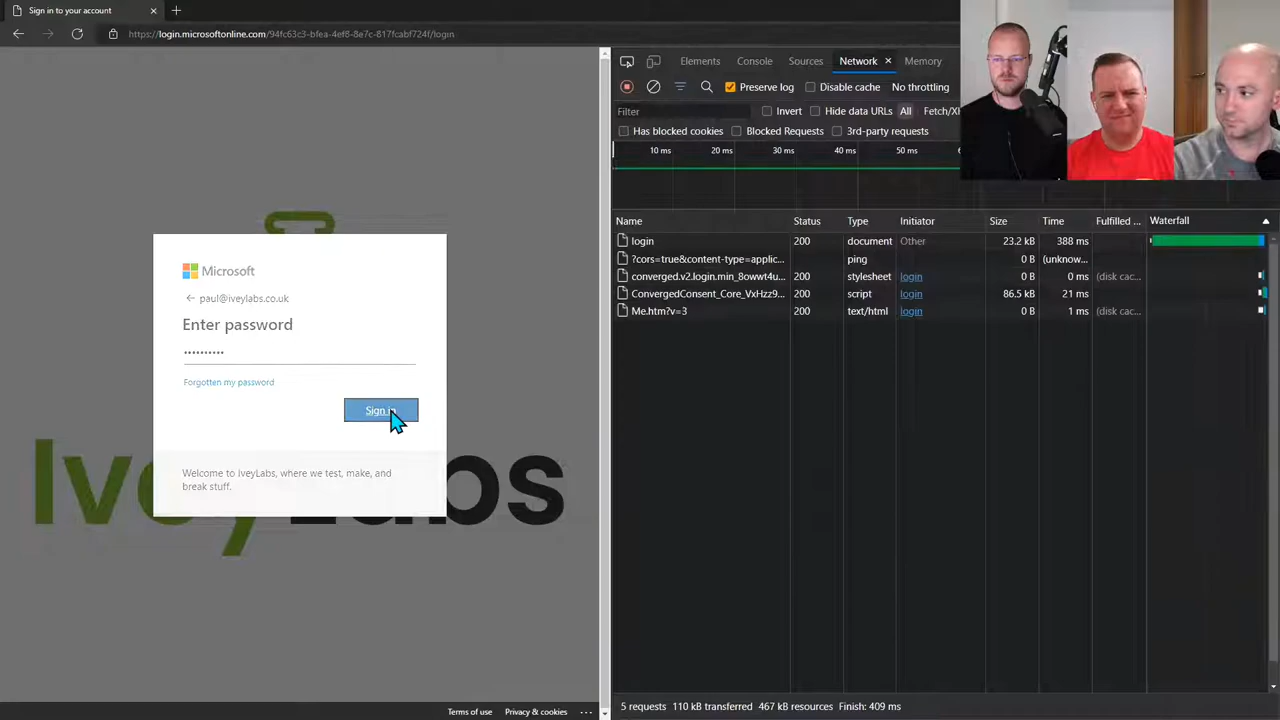 Sign in to your account
https://login.microsoftonline.com/94fc63c3-bfea-4ef8-8e7c-817fcabf724f/login
Microsoft
paul@iveylabs.co.uk
Enter password
Forgotten my password
Sign in
Welcome to IveyLabs, where we test, make, and
break stuff.
Ivey Labs
Terms of use Privacy & cookies ...
Elements Console Sources Network Memory
Preserve log Disable cache No throttling
Filter Invert Hide data URLs All Fetch/X
Has blocked cookies Blocked Requests 3rd-party requests
10 ms 20 ms 30 ms 40 ms 50 ms
Name Status Type Initiator Size Time Fulfilled ... Waterfall
login 200 document Other 23.2 kB 388 ms
?cors=true&content-type=applic... ping 0 B (unknow...
converged.v2.login.min_8owwt4u... 200 stylesheet login 0 B 0 ms (disk cac...
ConvergedConsent_Core_VxHzz9... 200 script login 86.5 kB 21 ms
Me.htm?v=3 200 text/html login 0 B 1 ms (disk cac...
5 requests 110 kB transferred 467 kB resources Finish: 409 ms